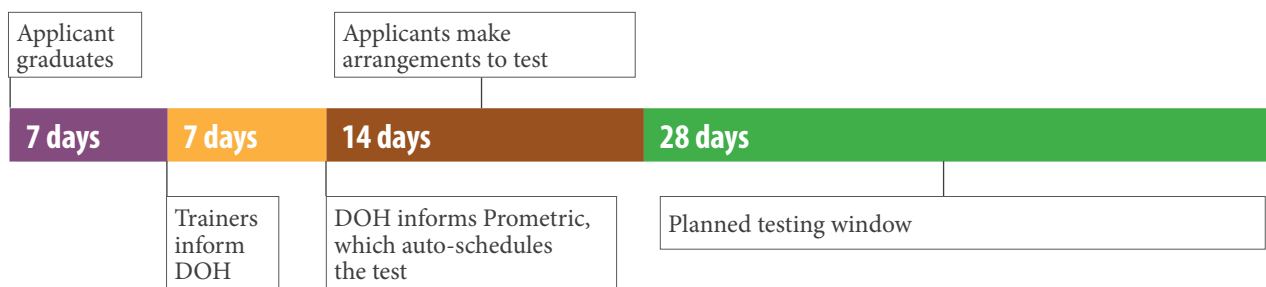 Applicant
graduates
Applicants make
arrangements to test
7 days
7 days
14 days
28 days
Trainers
inform
DOH
DOH informs Prometric,
which auto-schedules
the test
Planned testing window